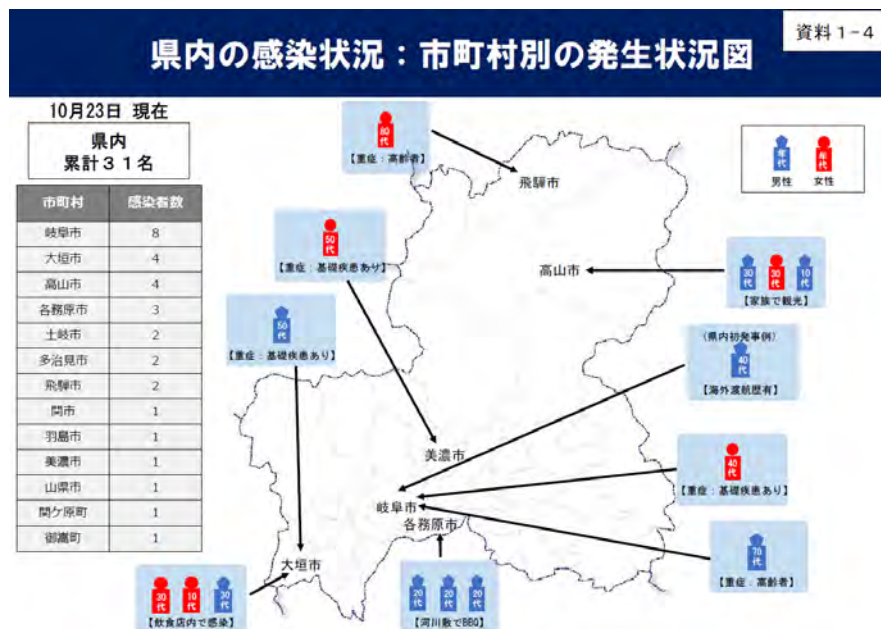 資料1-4
県内の感染状況:市町村別の発生状況図
10月23日 現在
県内
累計31名
市町村 感染者数
岐阜市 8
大垣市 4
高山市 4
各務原市 3
土岐市 2
多治見市 2
飛騨市 2
関市 1
羽島市 1
美濃市 1
山県市 1
関ケ原町 1
御嵩町 1
80代
【重症:高齢者】
飛騨市
年代 年代
男性 女性
50代
【重症:基礎疾患あり】
高山市
30代 30代 10代
【家族で観光】
50代
【重症:基礎疾患あり】
(県内初発事例)
40代
【海外渡航歴有】
美濃市
40代
【重症:基礎疾患あり】
岐阜市
各務原市
70代
【重症:高齢者】
大垣市
30代 10代 30代
【飲食店内で感染】
20代 20代 20代
【河川敷でBBQ】